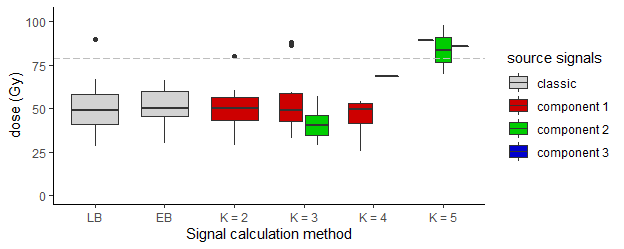 100
75
50
25
0
dose (Gy)
LB EB K = 2 K = 3 K = 4 K = 5
Signal calculation method
source signals
classic
component 1
component 2
component 3